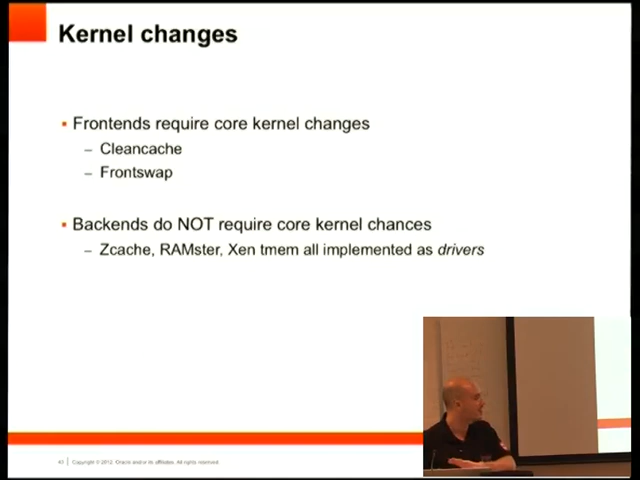 Kernel changes
Frontends require core kernel changes
– Cleancache
– Frontswap
Backends do NOT require core kernel chances
– Zcache, RAMster, Xen tmem all implemented as drivers
Copyright © 2012, Oracle and/or its affiliates. All rights reserved.